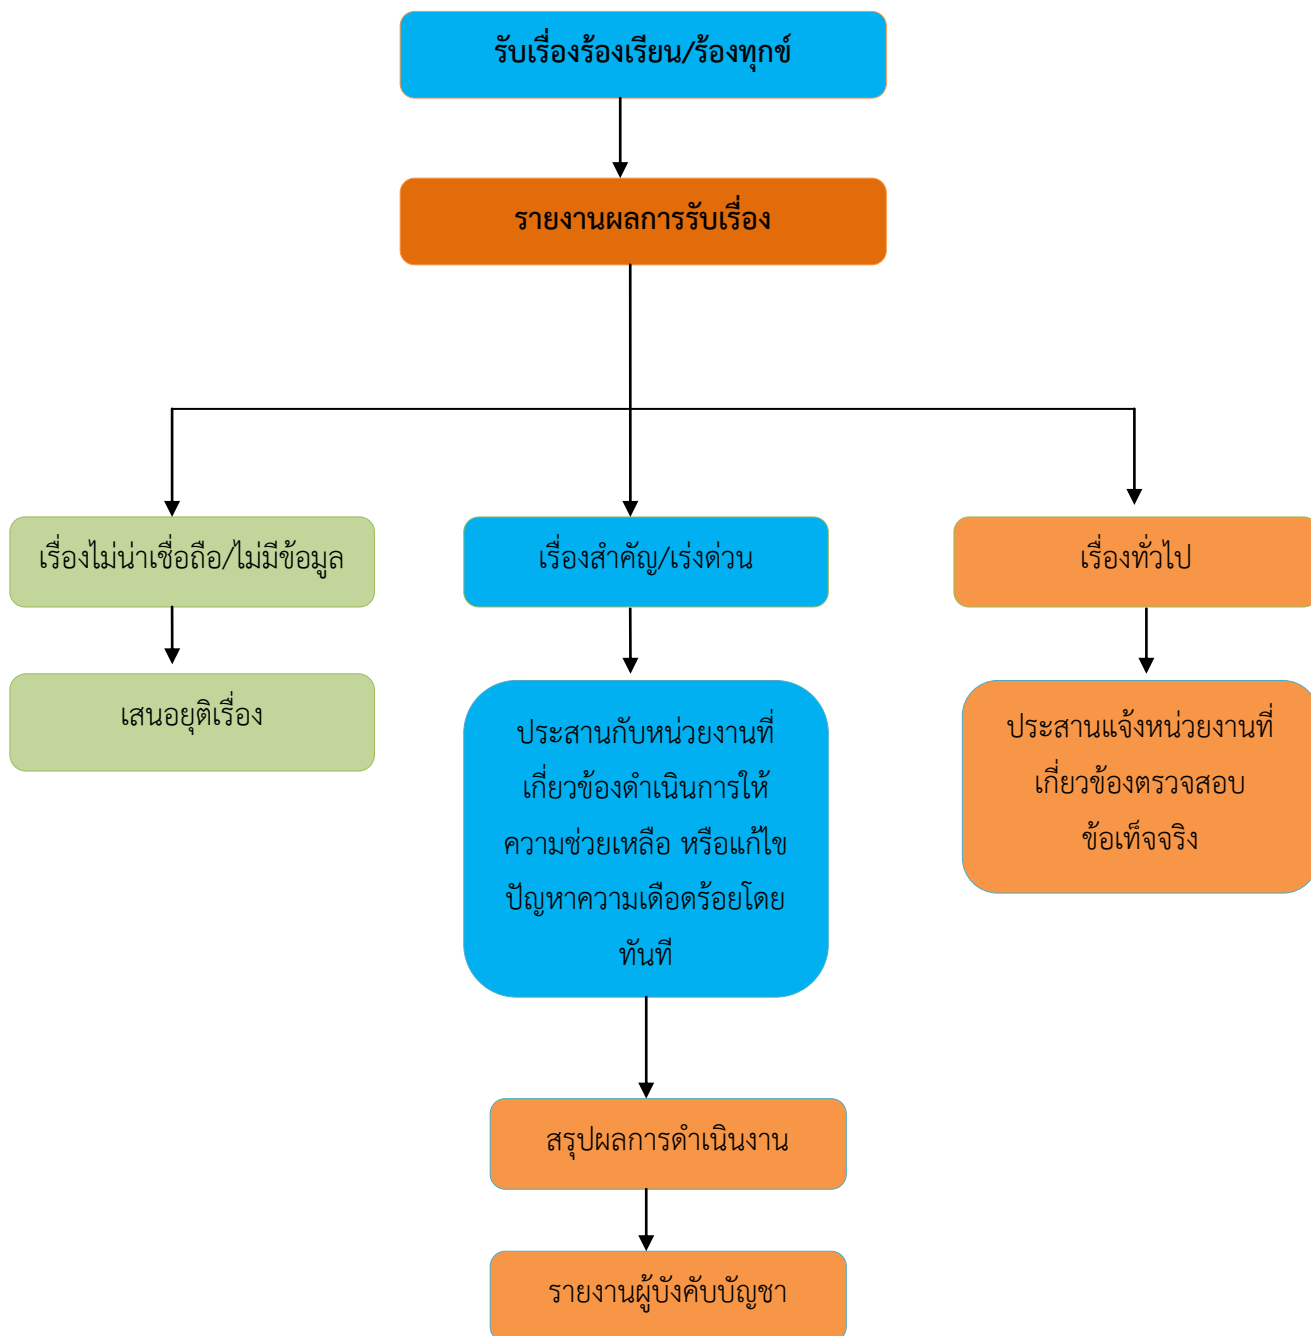 รับเรื่องร้องเรียน/ร้องทุกข์
รายงานผลการรับเรื่อง
เรื่องไม่น่าเชื่อถือ/ไม่มีข้อมูล
เรื่องสำคัญ/เร่งด่วน
เรื่องทั่วไป
เสนอยุติเรื่อง
ประสานกับหน่วยงานที่
เกี่ยวข้องดำเนินการให้
ความช่วยเหลือ หรือแก้ไข
ปัญหาความเดือดร้อยโดย
ทันที
ประสานแจ้งหน่วยงานที่
เกี่ยวข้องตรวจสอบ
ข้อเท็จจริง
สรุปผลการดำเนินงาน
รายงานผู้บังคับบัญชา